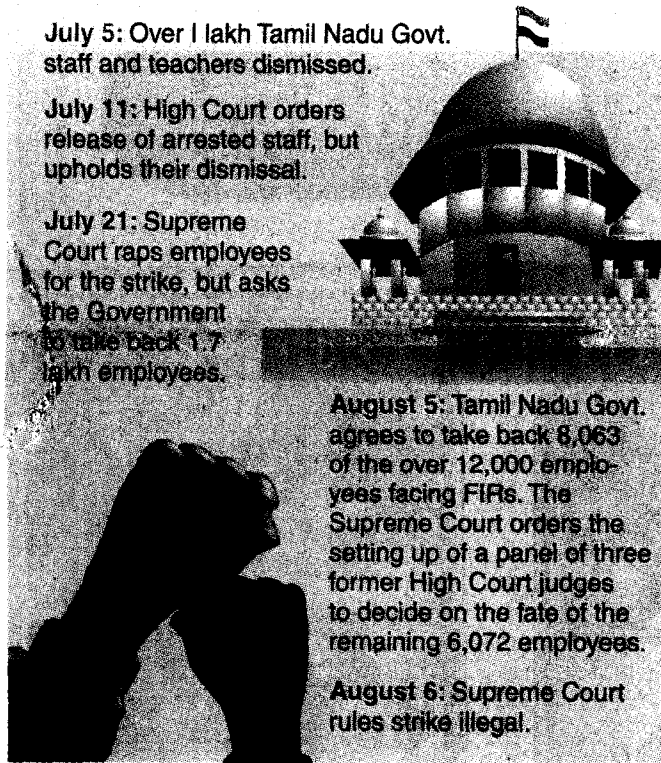 July 5: Over I lakh Tamil Nadu Govt.
staff and teachers dismissed.
July 11: High Court orders
release of arrested staff, but
upholds their dismissal.
July 21: Supreme
Court raps employees
for the strike, but asks
the Government
to take back 1.7
lakh employees.
August 5: Tamil Nadu Govt.
agrees to take back 8,063
of the over 12,000 emplo-
yees facing FIRs. The
Supreme Court orders the
setting up of a panel of three
former High Court judges
to decide on the fate of the
remaining 6,072 employees.
August 6: Supreme Court
rules strike illegal.